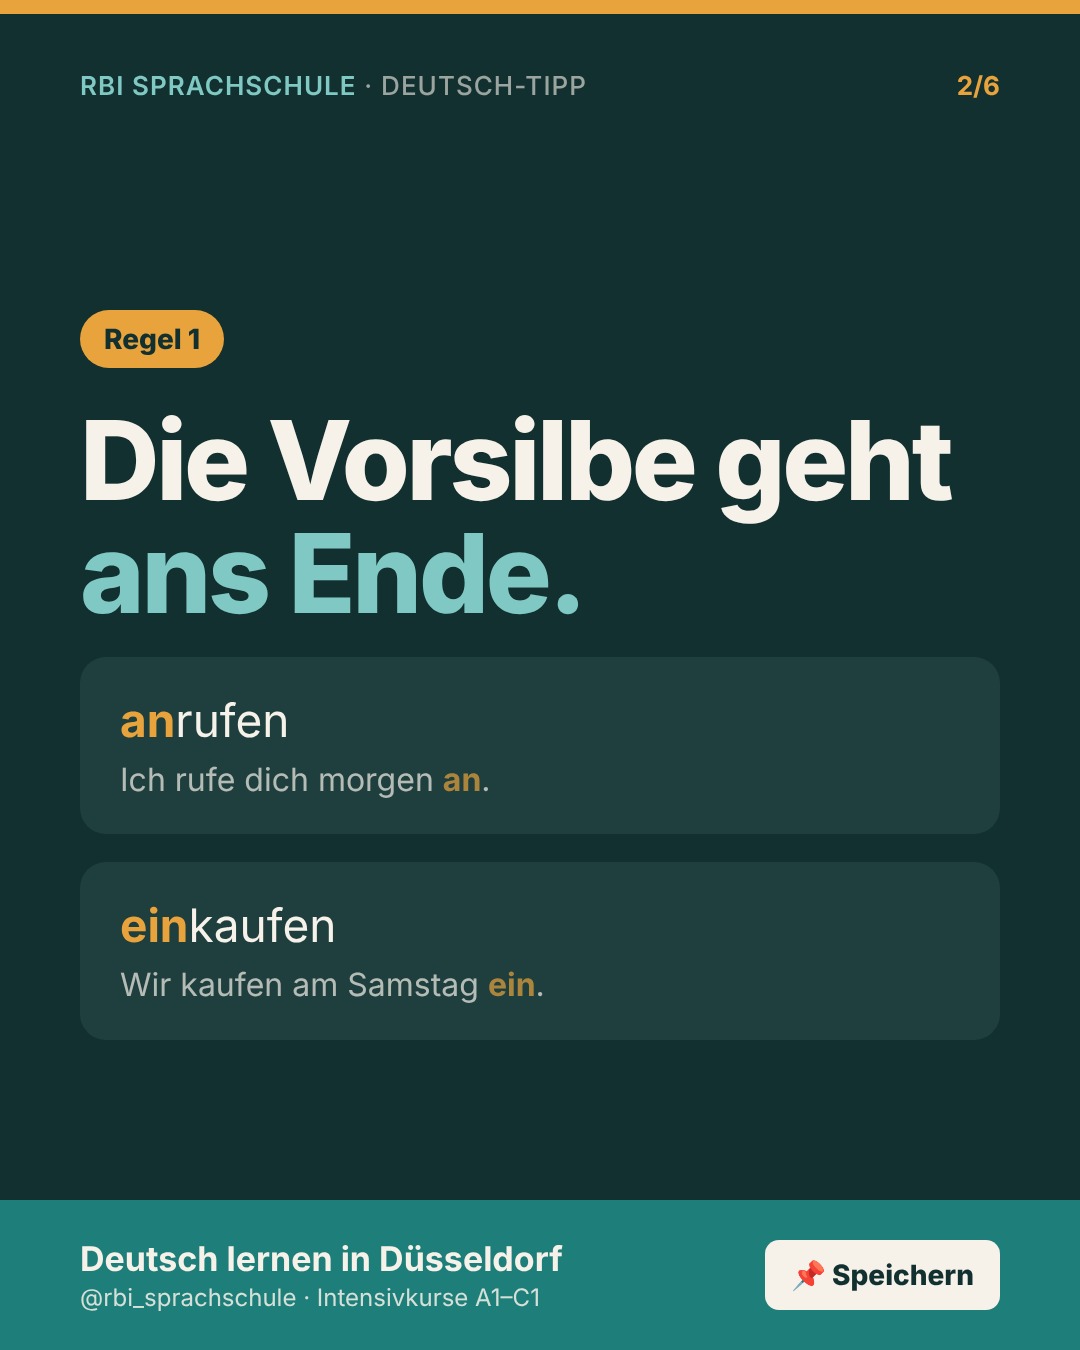 RBI SPRACHSCHULE · DEUTSCH-TIPP
2/6
Regel 1
Die Vorsilbe geht
ans Ende.
anrufen
Ich rufe dich morgen an.
einkaufen
Wir kaufen am Samstag ein.
Deutsch lernen in Düsseldorf
@rbi_sprachschule · Intensivkurse A1–C1
📌 Speichern